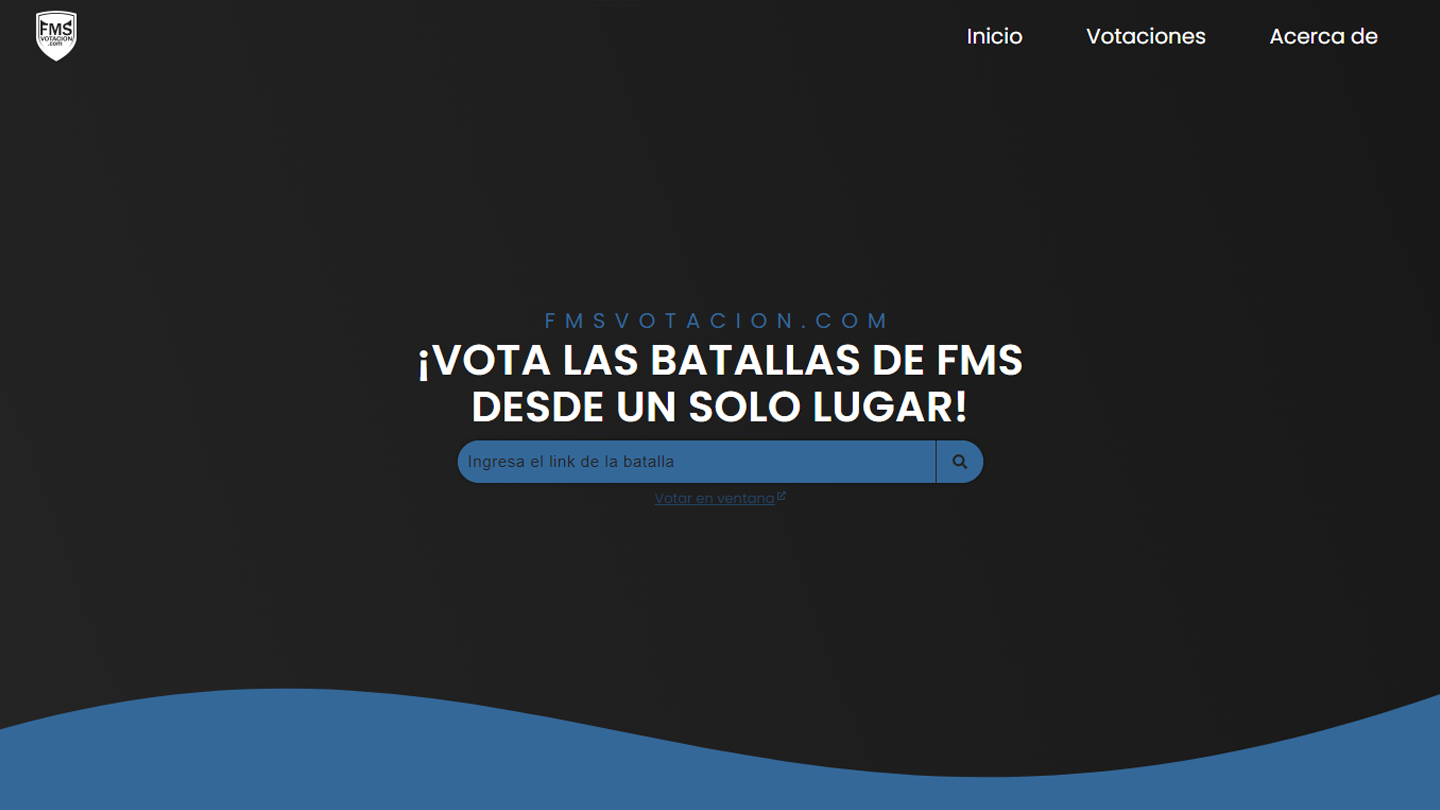 FMS
VOTACION
.com
Inicio
Votaciones
Acerca de
FMSVOTACION.COM
¡VOTA LAS BATALLAS DE FMS
DESDE UN SOLO LUGAR!
Ingresa el link de la batalla
Votar en ventana